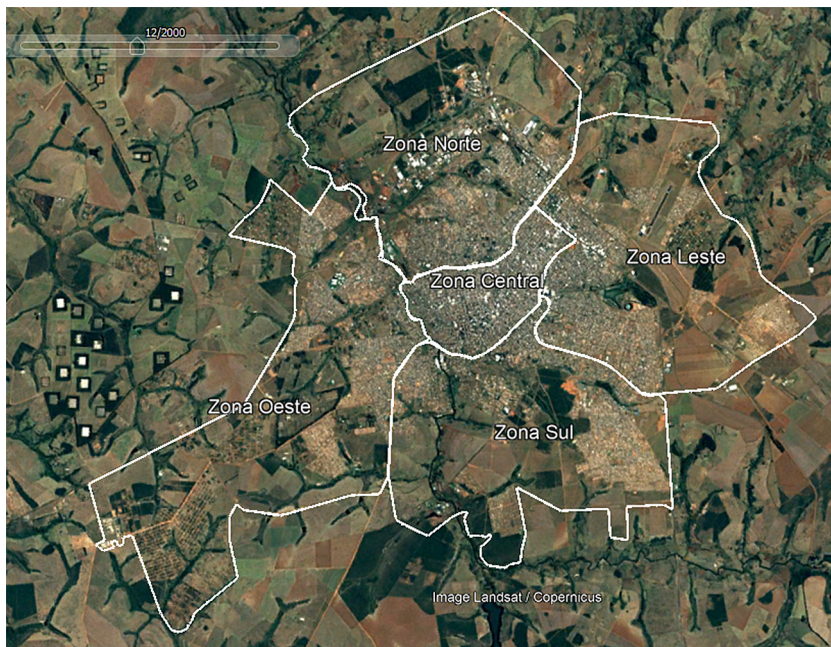 12/2000
Zona Norte
Zona Leste
Zona Central
Zona Oeste
Zona Sul
Image Landsat / Copernicus